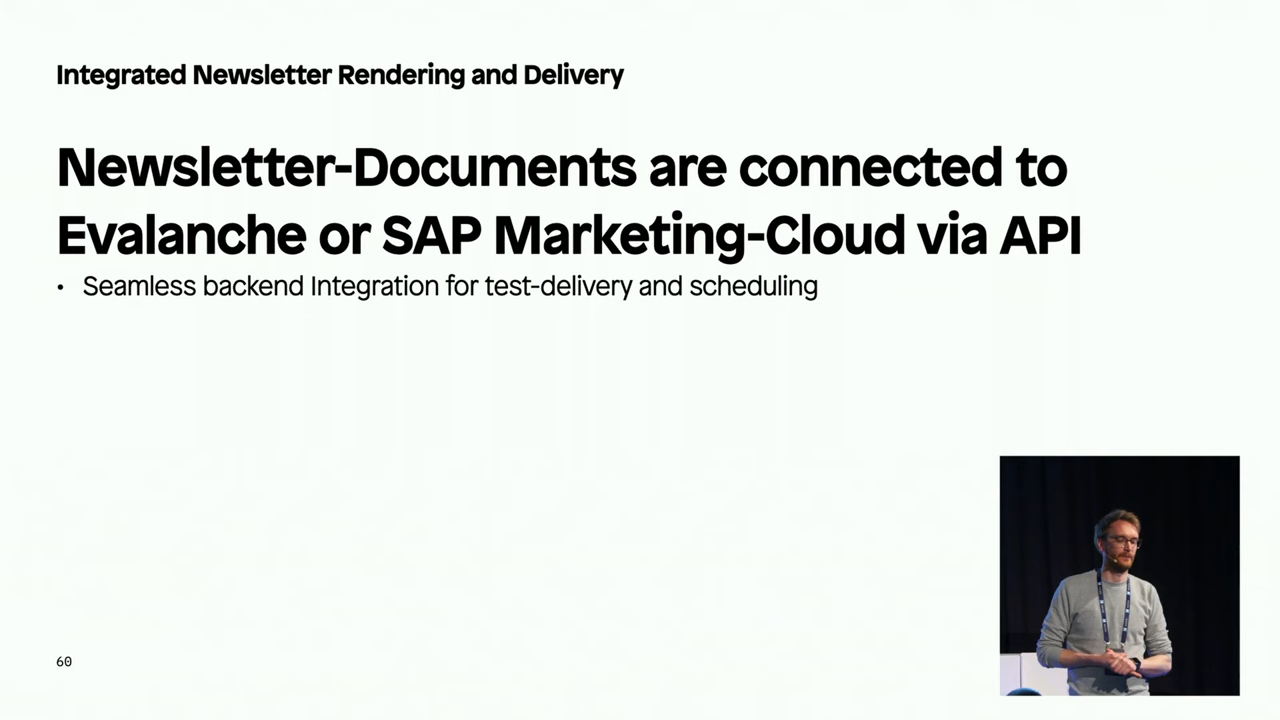 Integrated Newsletter Rendering and Delivery
Newsletter-Documents are connected to
Evalanche or SAP Marketing-Cloud via API
• Seamless backend Integration for test-delivery and scheduling
60